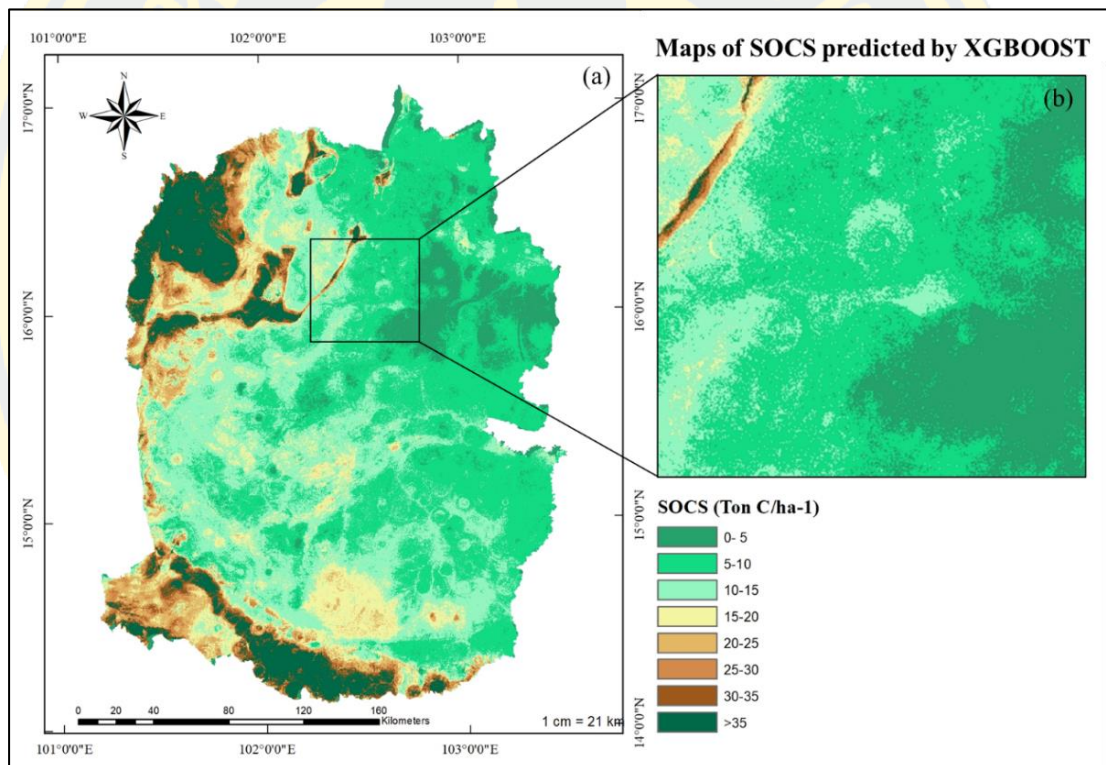 101°0'0"E 102°0'0"E 103°0'0"E
Maps of SOCS predicted by XGBOOST
(a)
(b)
N
W E
S
17°0'0"N
16°0'0"N
15°0'0"N
17°0'0"N
16°0'0"N
15°0'0"N
14°0'0"N
SOCS (Ton C/ha-1)
0- 5
5-10
10-15
15-20
20-25
25-30
30-35
>35
0 20 40 80 120 160
Kilometers
1 cm = 21 km
101°0'0"E 102°0'0"E 103°0'0"E